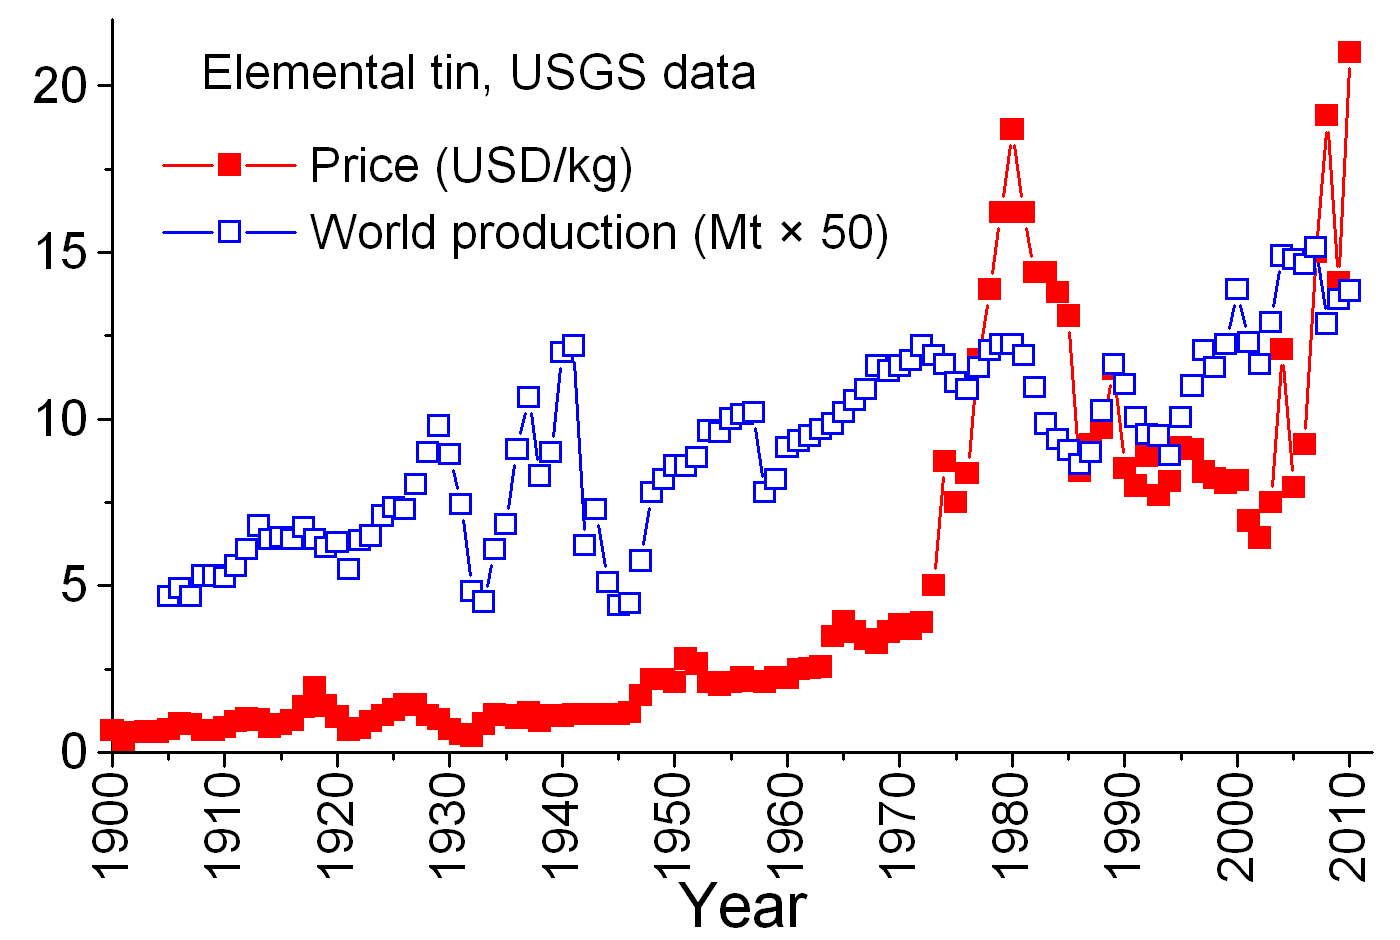 Elemental tin, USGS data
Price (USD/kg)
World production (Mt × 50)
20
15
10
5
0
1900 1910 1920 1930 1940 1950 1960 1970 1980 1990 2000 2010
Year